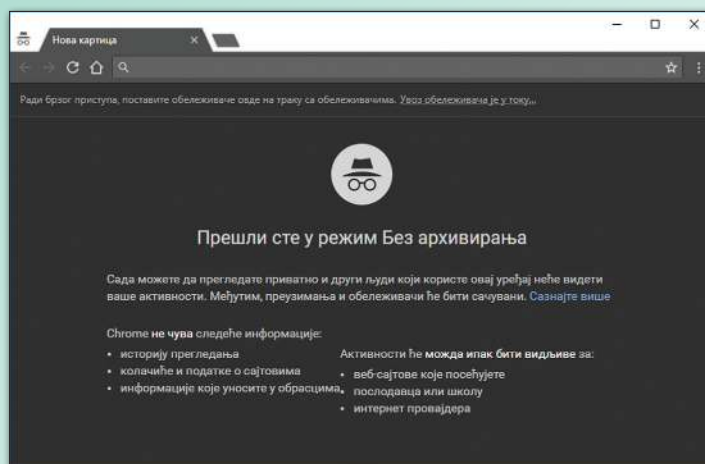 Нова картица
Ради брзог приступа, поставите обележиваче овде на траку са обележивачима. Увоз обележивача је у току...
Прешли сте у режим Без архивирања
Сада можете да прегледате приватно и други људи који користе овај уређај неће видети
ваше активности. Међутим, преузимања и обележивачи ће бити сачувани. Сазнајте више
Chrome не чува следеће информације:
• историју прегледања
• колачиће и податке о сајтовима
• информације које уносите у обрасцима
Активности ће можда ипак бити видљиве за:
• веб-сајтове које посећујете
• послодавца или школу
• интернет провајдера